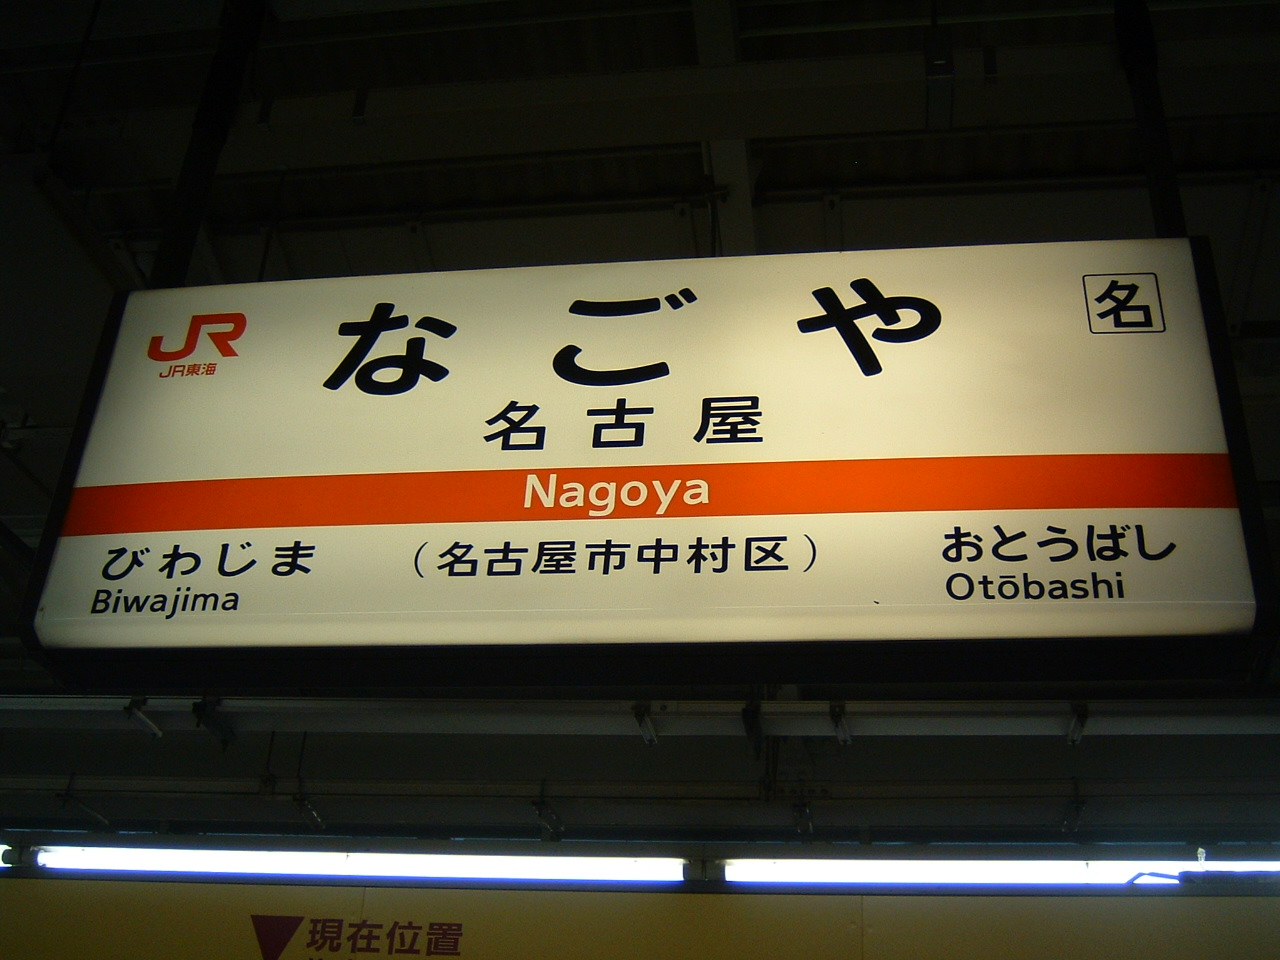 JR
JR東海
なごや
名
名古屋
Nagoya
びわじま
Biwajima
（名古屋市中村区）
おとうばし
Otōbashi
▼現在位置